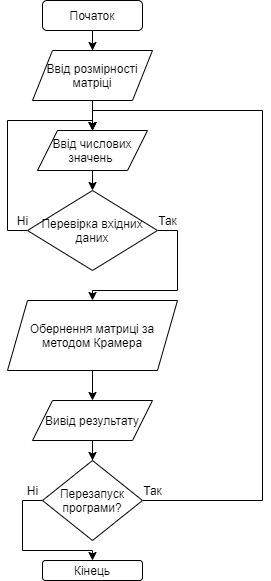 Початок
Ввід розмірності
матріці
Ввід числових
значень
Ні
Перевірка вхідних
даних
Так
Обернення матриці за
методом Крамера
Вивід результату
Ні
Перезапуск
програми?
Так
Кінець